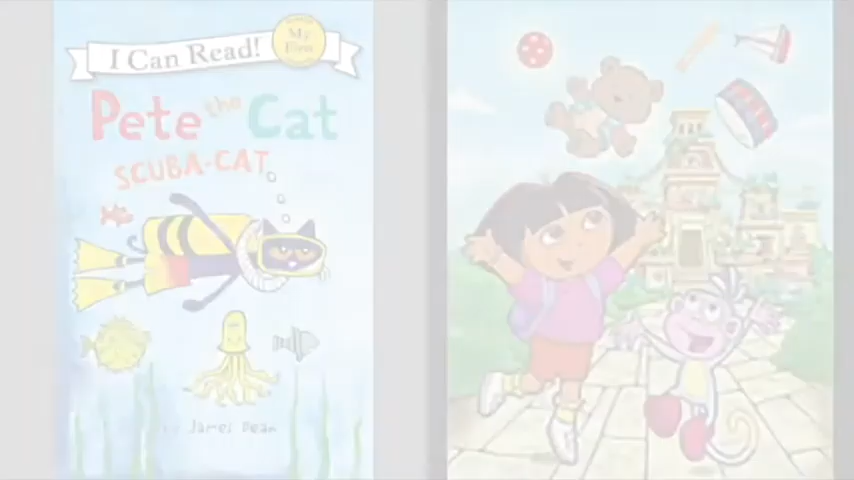 I Can Read!
My
First
Pete the Cat
SCUBA-CAT
James Dean